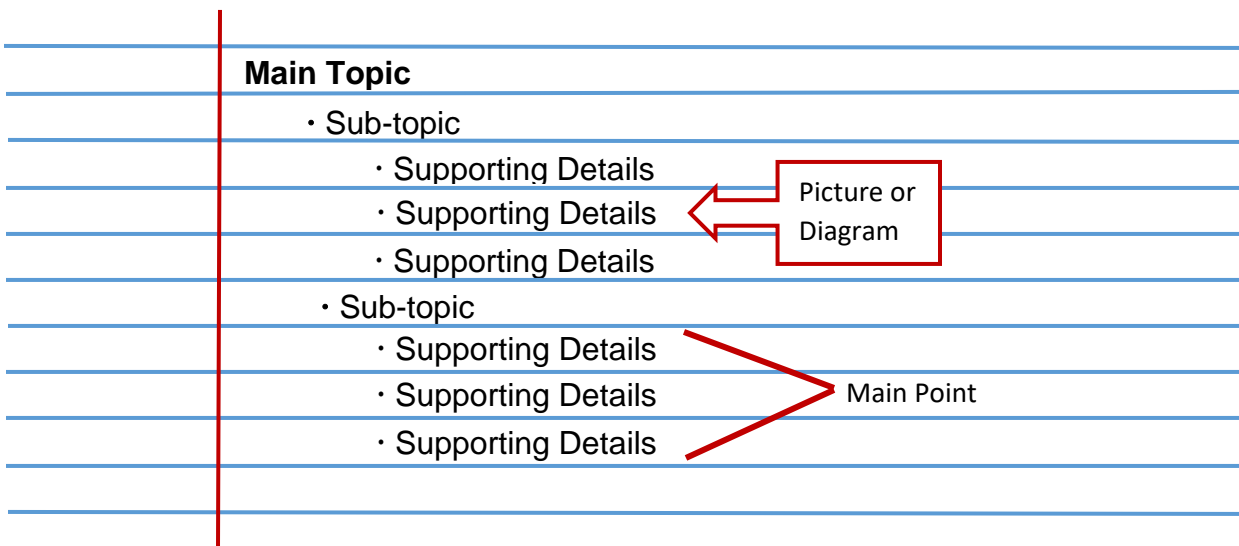 Main Topic
· Sub-topic
· Supporting Details
· Supporting Details
Picture or
Diagram
· Supporting Details
· Sub-topic
· Supporting Details
· Supporting Details
Main Point
· Supporting Details